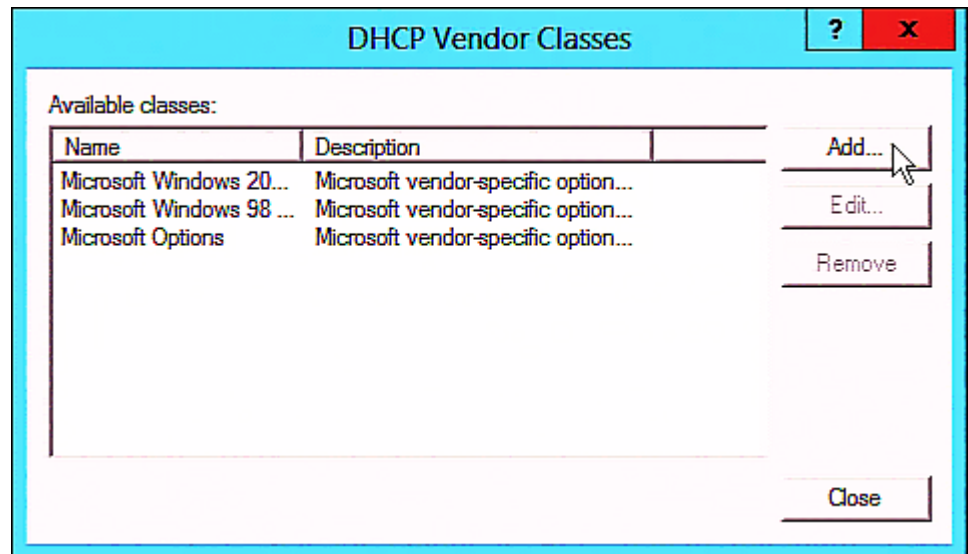 DHCP Vendor Classes ? x
Available classes:
Name Description
Add...
Microsoft Windows 20... Microsoft vendor-specific option...
Microsoft Windows 98 ... Microsoft vendor-specific option...
Edit...
Microsoft Options Microsoft vendor-specific option...
Remove
Close